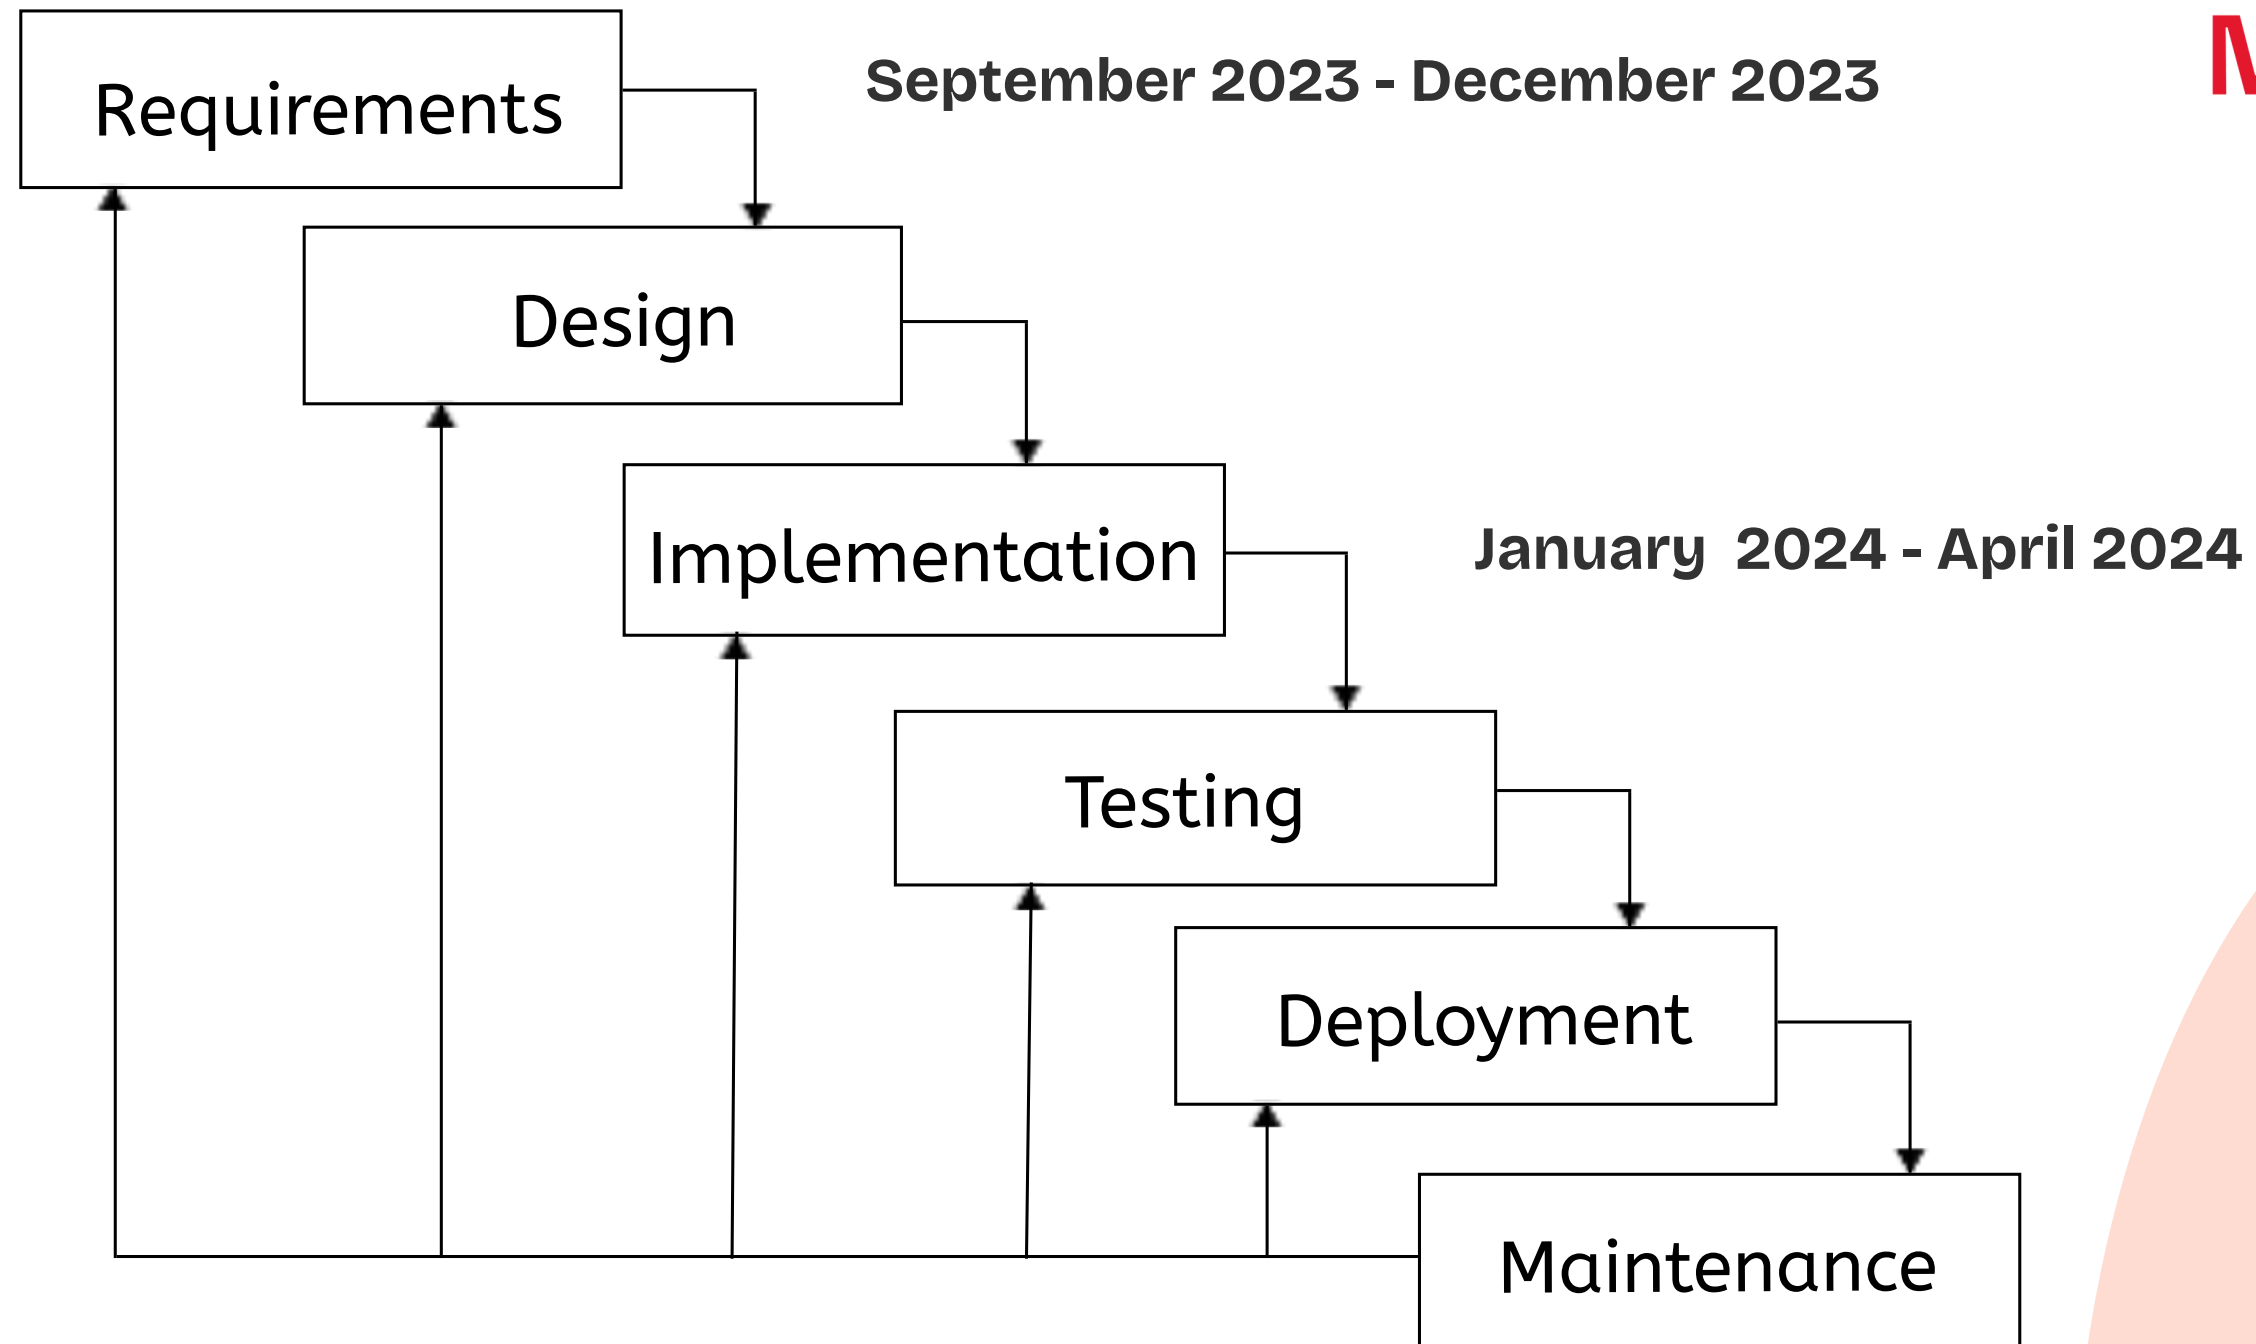 Requirements
September 2023 - December 2023
Design
Implementation
January 2024 - April 2024
Testing
Deployment
Maintenance